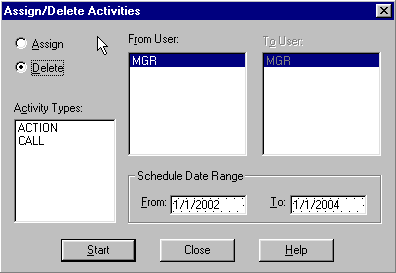 Assign/Delete Activities
Assign
Delete
From User:
To User:
MGR
MGR
Activity Types:
ACTION
CALL
Schedule Date Range
From: 1/1/2002
To: 1/1/2004
Start
Close
Help